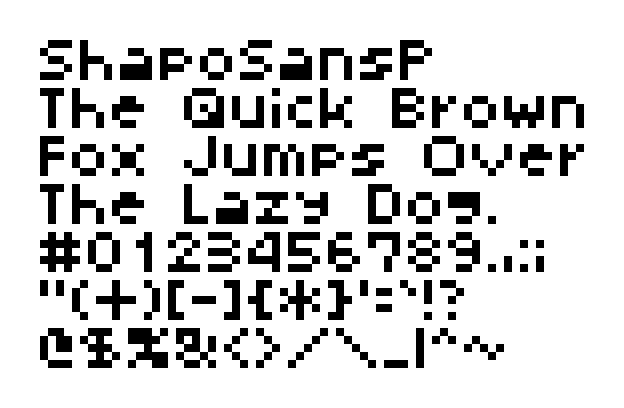 ShapoSansP
The Quick Brown
Fox Jumps Over
The Lazy Dog.
#0123456789.,:;
"(+)[-]{*}'=`!?
@$%&<>/\_|^~